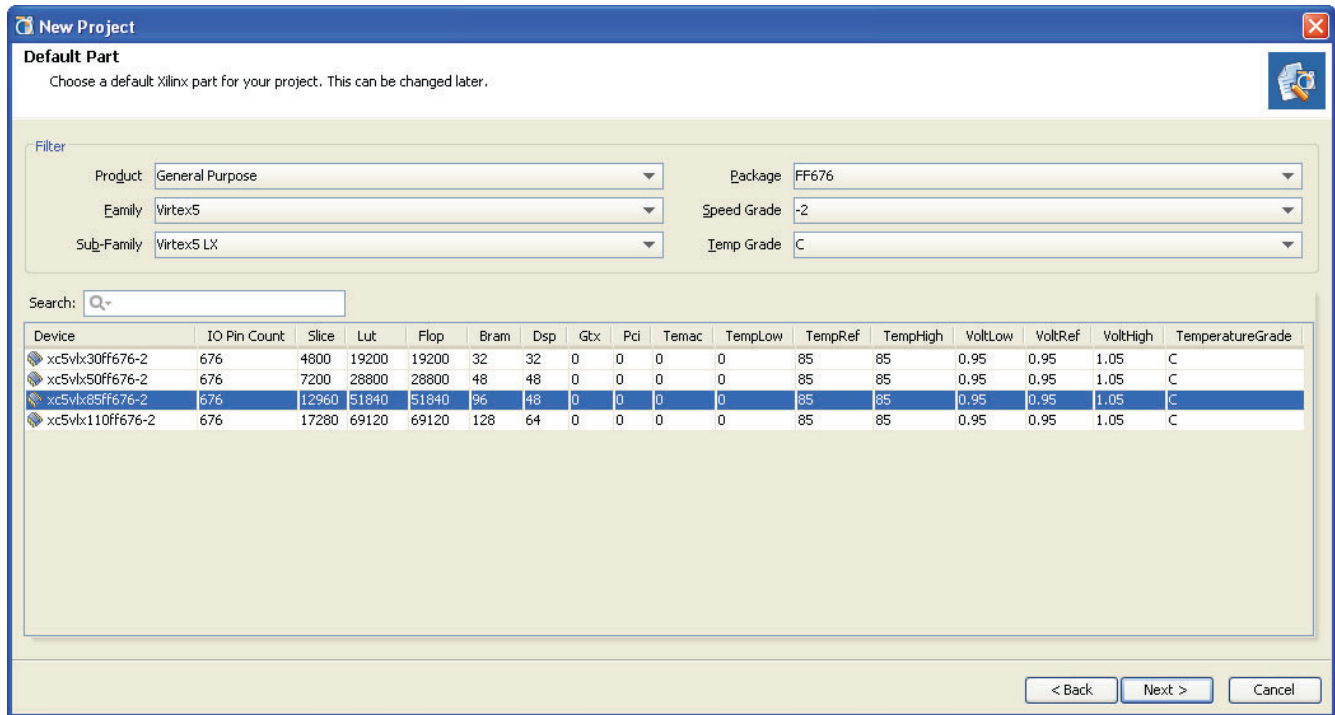 New Project
Default Part
Choose a default Xilinx part for your project. This can be changed later.
Filter
Product General Purpose Package FF676
Family Virtex5 Speed Grade -2
Sub-Family Virtex5 LX Temp Grade C
Search:
Device IO Pin Count Slice Lut Flop Bram Dsp Gtx Pci Temac TempLow TempRef TempHigh VoltLow VoltRef VoltHigh TemperatureGrade
xc5vlx30ff676-2 676 4800 19200 19200 32 32 0 0 0 0 85 85 0.95 0.95 1.05 C
xc5vlx50ff676-2 676 7200 28800 28800 48 48 0 0 0 0 85 85 0.95 0.95 1.05 C
xc5vlx85ff676-2 676 12960 51840 51840 96 48 0 0 0 0 85 85 0.95 0.95 1.05 C
xc5vlx110ff676-2 676 17280 69120 69120 128 64 0 0 0 0 85 85 0.95 0.95 1.05 C
< Back Next > Cancel